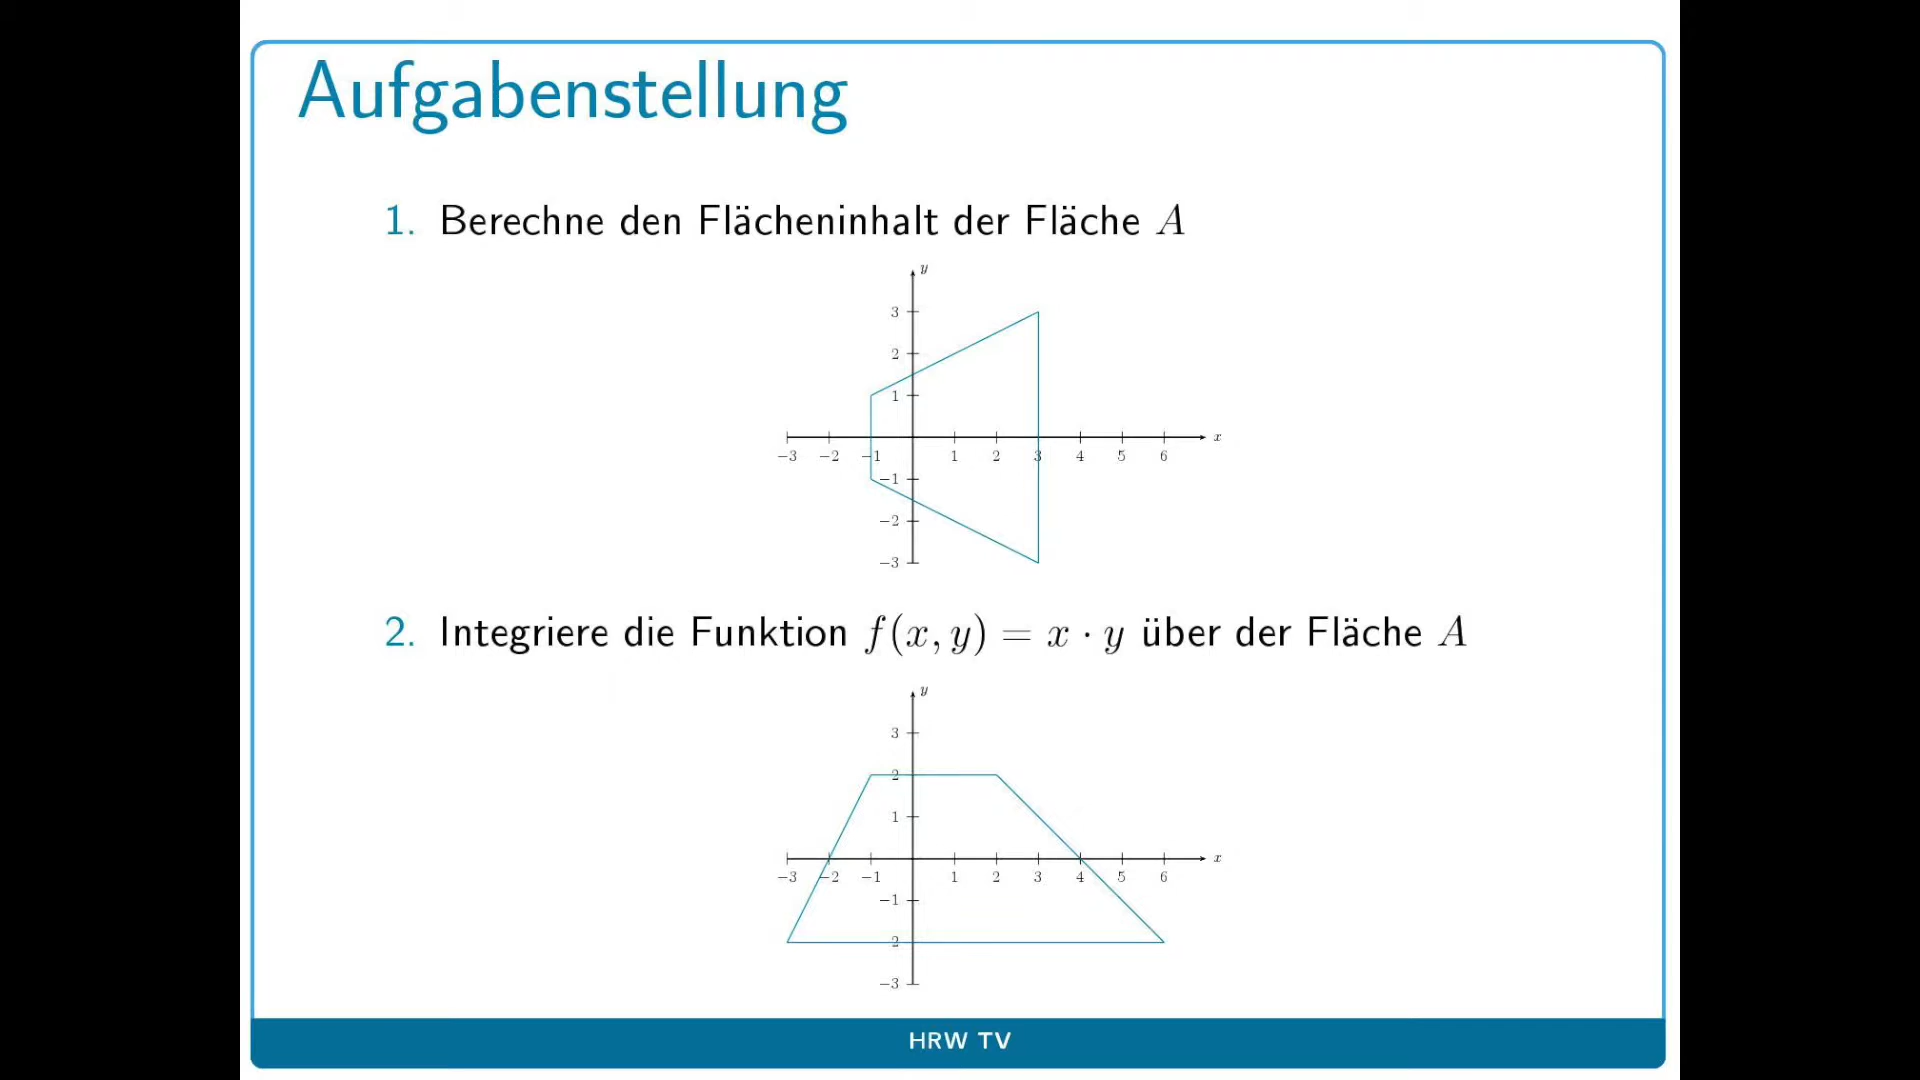 Aufgabenstellung
1. Berechne den Flächeninhalt der Fläche A
y
3
2
1
−3 −2 −1 1 2 3 4 5 6 x
−1
−2
−3
2. Integriere die Funktion f(x, y) = x · y über der Fläche A
y
3
2
1
−3 −2 −1 1 2 3 4 5 6 x
−1
−2
−3
HRW TV